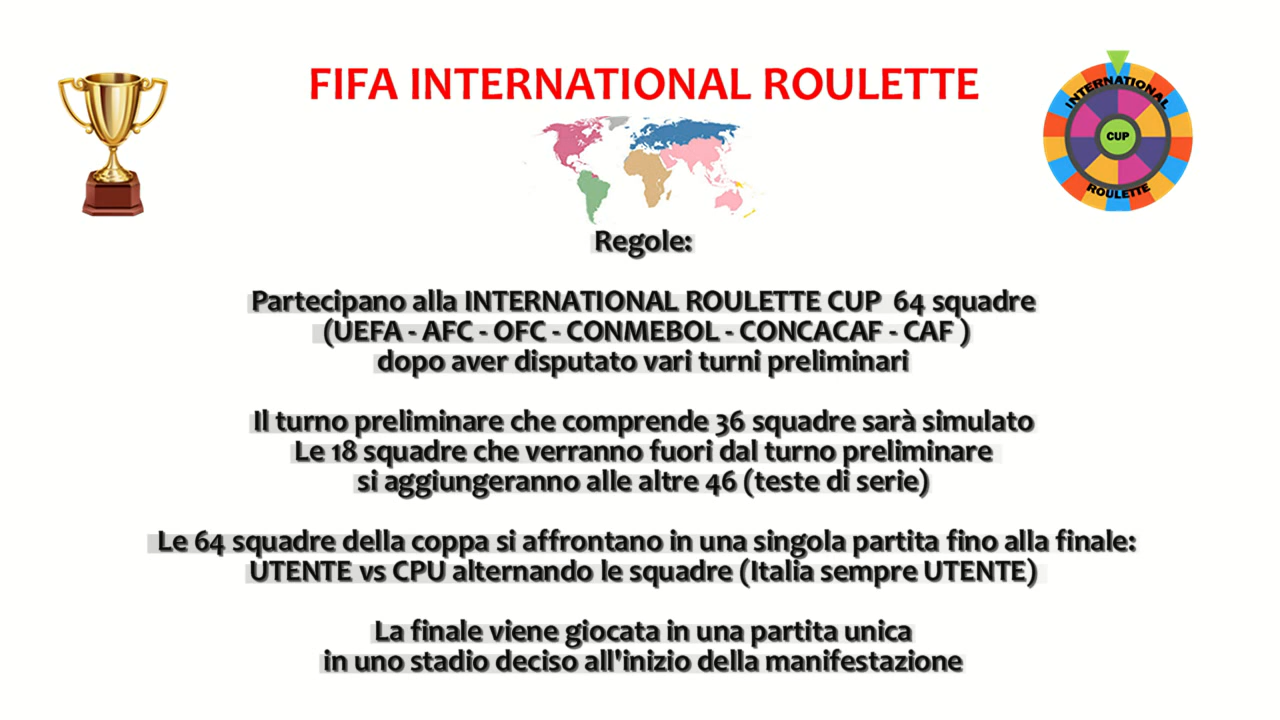 FIFA INTERNATIONAL ROULETTE
INTERNATIONAL
CUP
ROULETTE
Regole:
Partecipano alla INTERNATIONAL ROULETTE CUP 64 squadre
(UEFA - AFC - OFC - CONMEBOL - CONCACAF - CAF )
dopo aver disputato vari turni preliminari
Il turno preliminare che comprende 36 squadre sarà simulato
Le 18 squadre che verranno fuori dal turno preliminare
si aggiungeranno alle altre 46 (teste di serie)
Le 64 squadre della coppa si affrontano in una singola partita fino alla finale:
UTENTE vs CPU alternando le squadre (Italia sempre UTENTE)
La finale viene giocata in una partita unica
in uno stadio deciso all'inizio della manifestazione